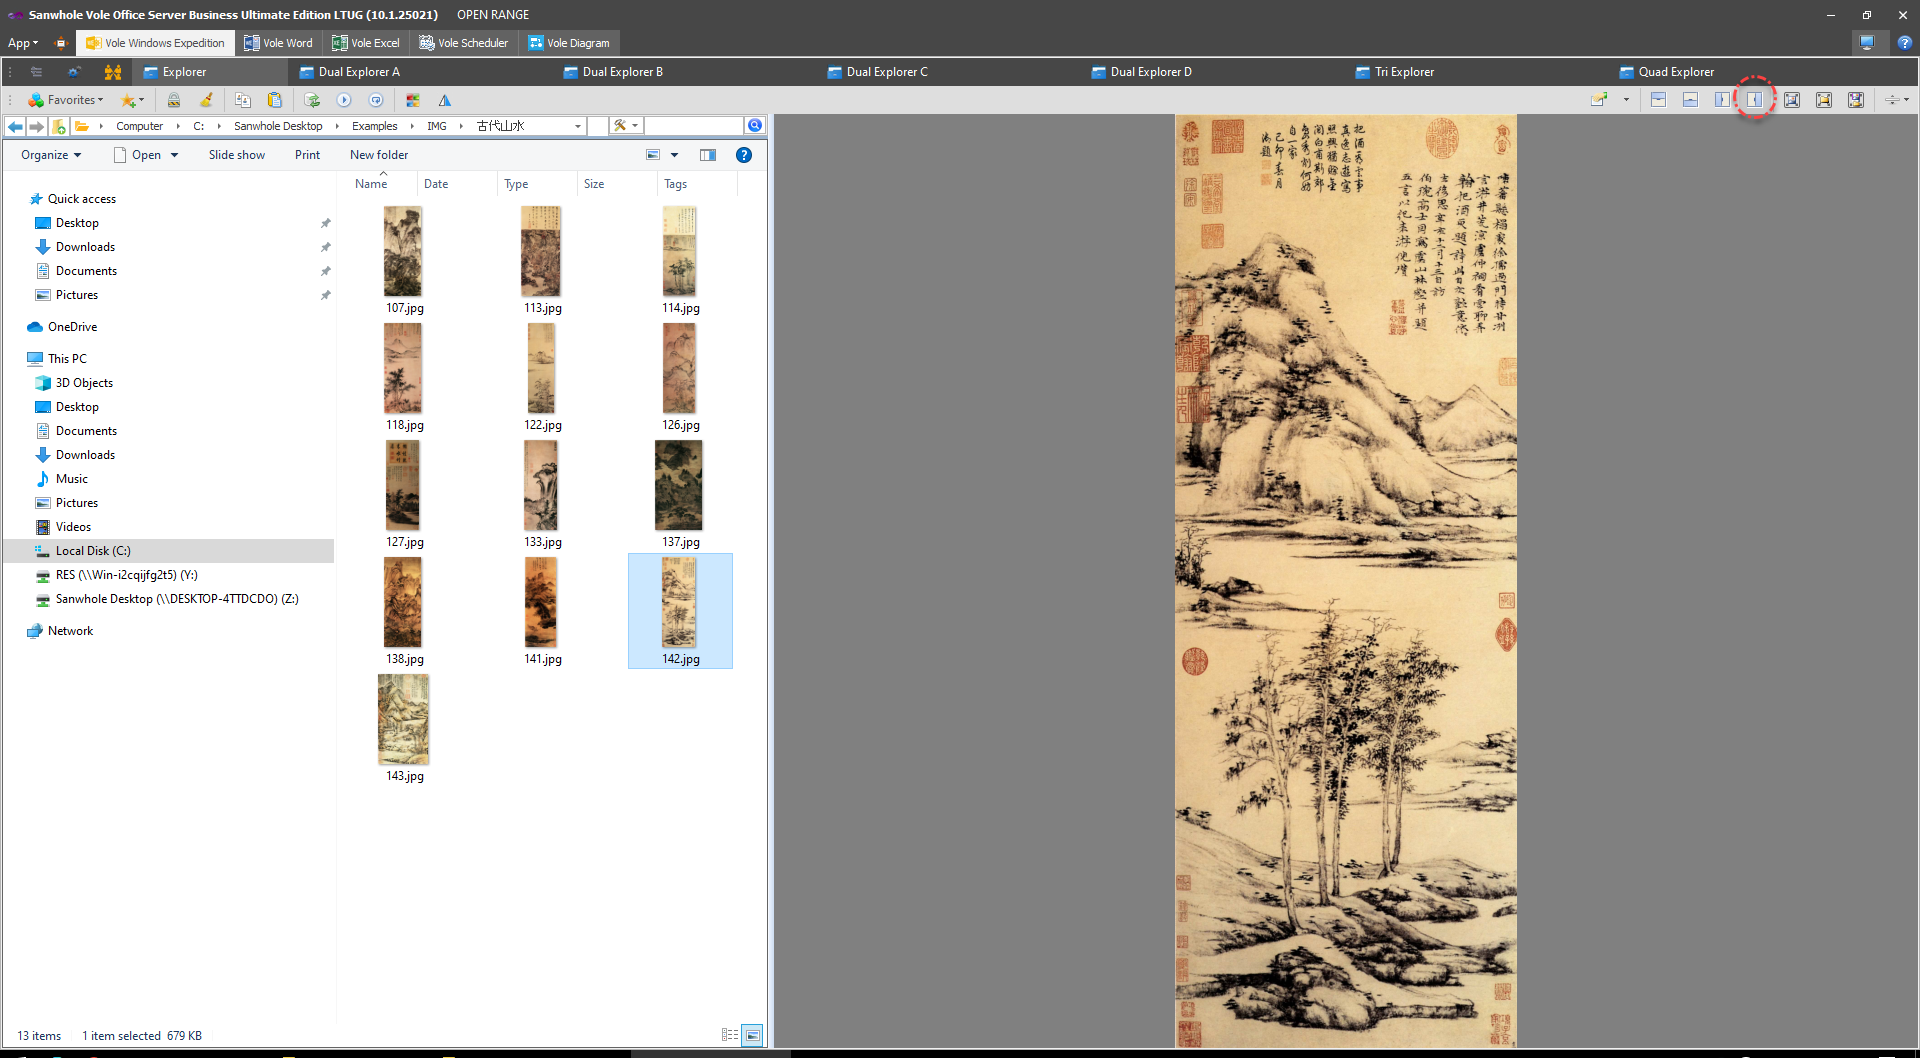 Sanwhole Vole Office Server Business Ultimate Edition LTUG (10.1.25021) OPEN RANGE
App Vole Windows Expedition Vole Word Vole Excel Vole Scheduler Vole Diagram
Explorer Dual Explorer A Dual Explorer B Dual Explorer C Dual Explorer D Tri Explorer Quad Explorer
Favorites
Computer C: Sanwhole Desktop Examples IMG 古代山水
Organize Open Slide show Print New folder
Name Date Type Size Tags
Quick access
Desktop
Downloads
Documents
Pictures
OneDrive
This PC
3D Objects
Desktop
Documents
Downloads
Music
Pictures
Videos
Local Disk (C:)
RES (\\Win-i2cqijfg2t5) (Y:)
Sanwhole Desktop (\\DESKTOP-4TTDCDO) (Z:)
Network
107.jpg 113.jpg 114.jpg
118.jpg 122.jpg 126.jpg
127.jpg 133.jpg 137.jpg
138.jpg 141.jpg 142.jpg
143.jpg
13 items 1 item selected 679 KB